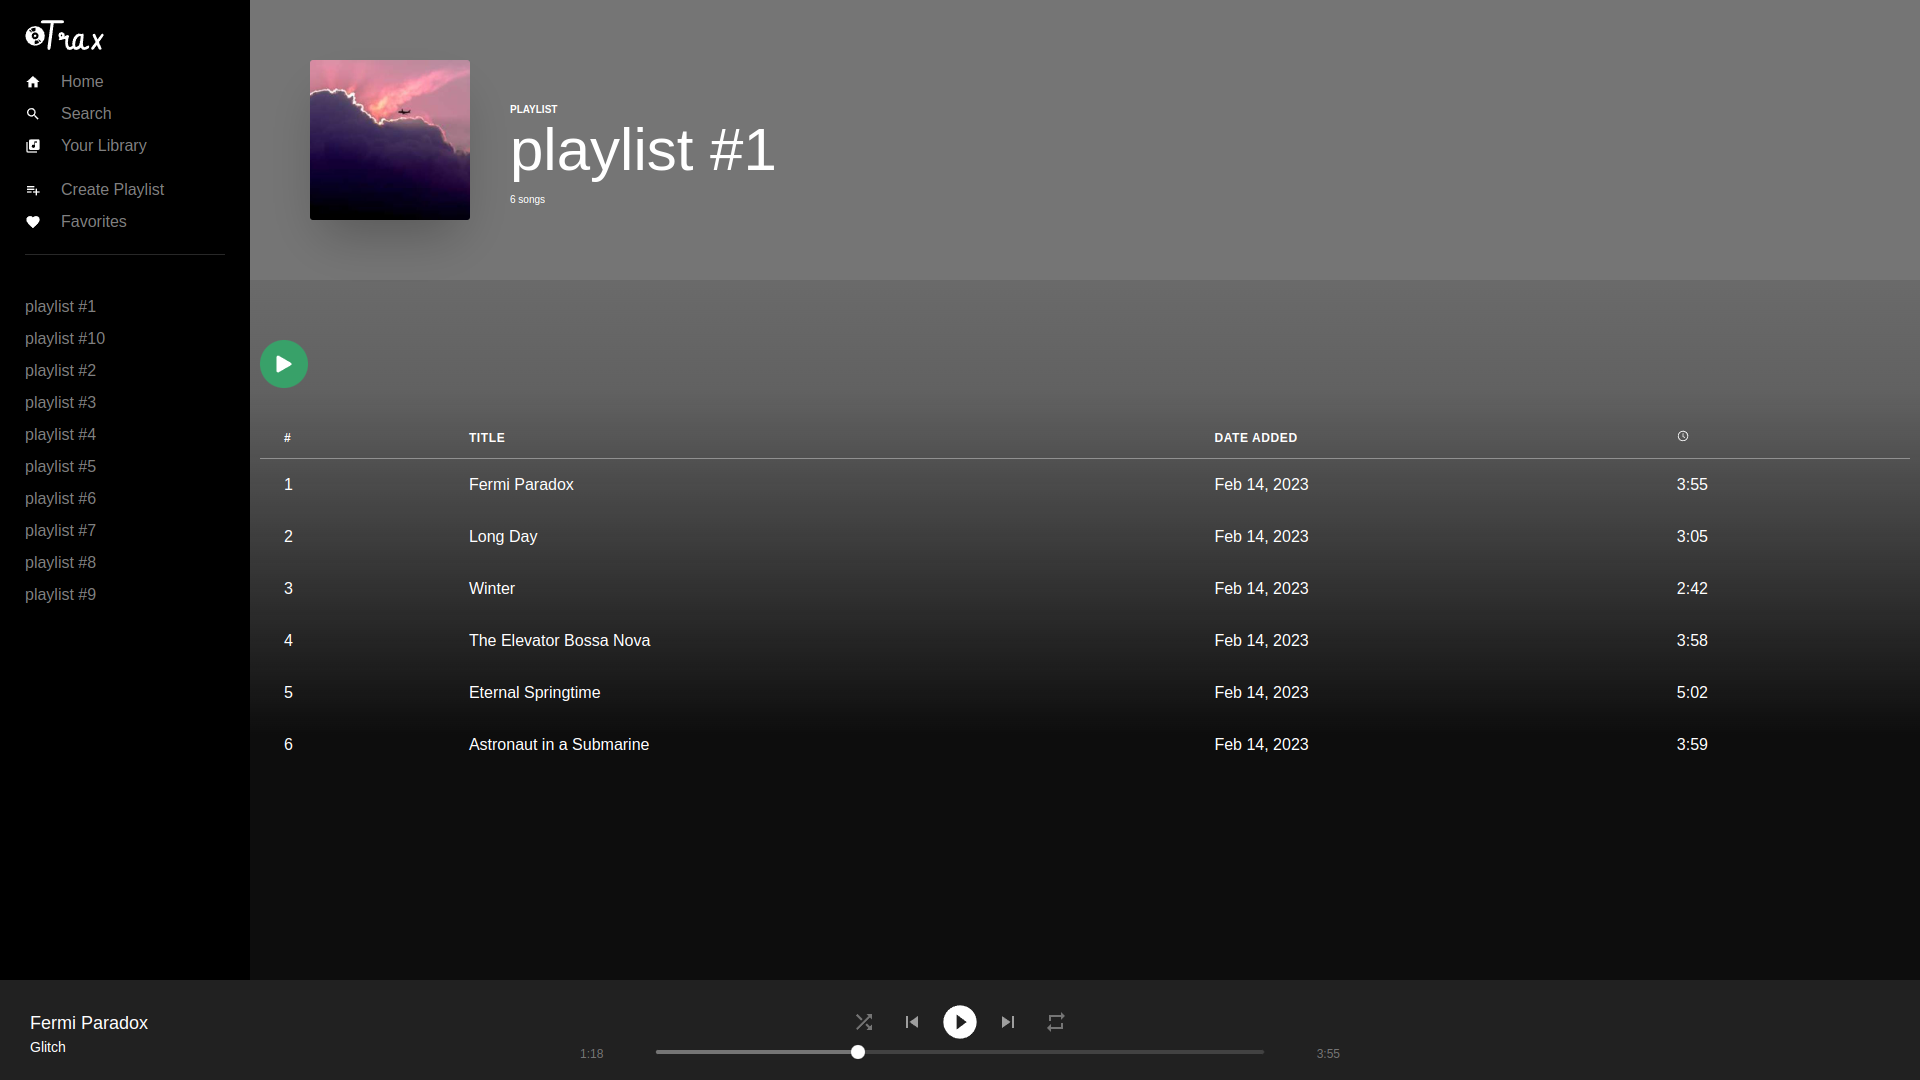 Trax
Home
Search
Your Library
Create Playlist
Favorites
playlist #1
playlist #10
playlist #2
playlist #3
playlist #4
playlist #5
playlist #6
playlist #7
playlist #8
playlist #9
PLAYLIST
playlist #1
6 songs
# TITLE DATE ADDED
1 Fermi Paradox Feb 14, 2023 3:55
2 Long Day Feb 14, 2023 3:05
3 Winter Feb 14, 2023 2:42
4 The Elevator Bossa Nova Feb 14, 2023 3:58
5 Eternal Springtime Feb 14, 2023 5:02
6 Astronaut in a Submarine Feb 14, 2023 3:59
Fermi Paradox
Glitch
1:18 3:55